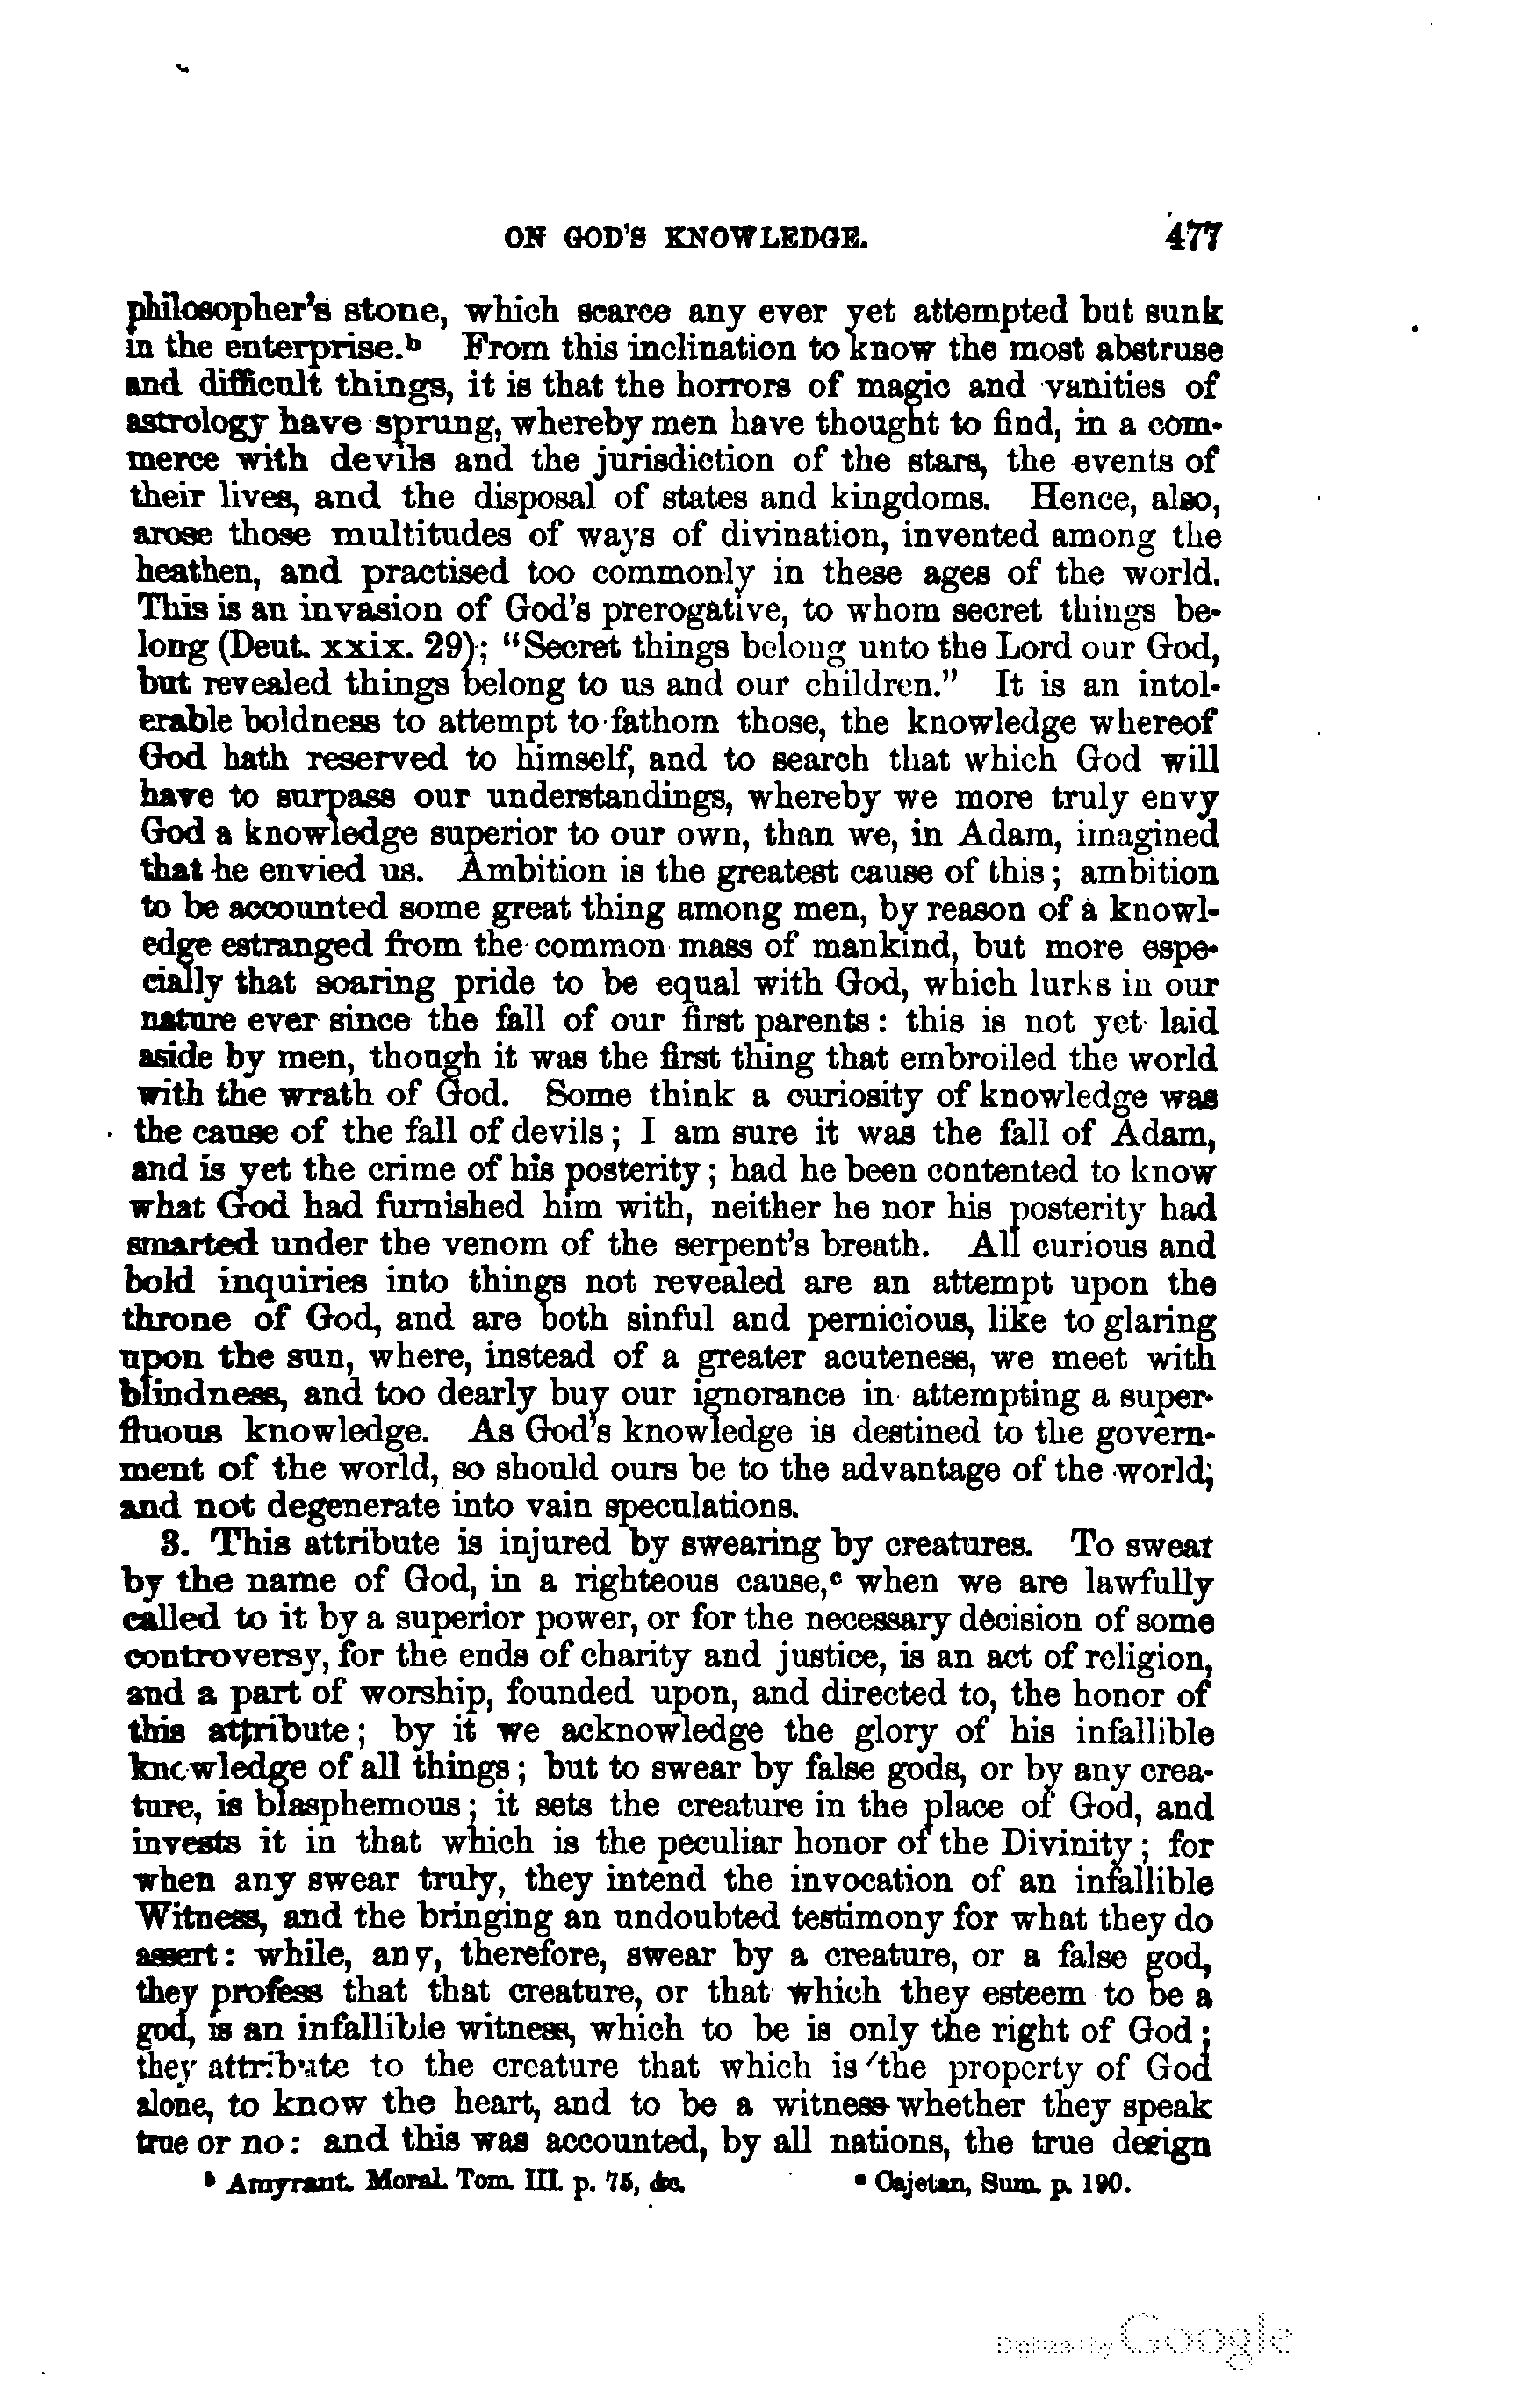 ON GOD'S KNOWLEDGE. 477
philosopher's stone, which scarce any ever yet attempted but sunk
in the enterprise.ᵇ From this inclination to know the most abstruse
and difficult things, it is that the horrors of magic and vanities of
astrology have sprung, whereby men have thought to find, in a com-
merce with devils and the jurisdiction of the stars, the events of
their lives, and the disposal of states and kingdoms. Hence, also,
arose those multitudes of ways of divination, invented among the
heathen, and practised too commonly in these ages of the world.
This is an invasion of God's prerogative, to whom secret things be-
long (Deut. xxix. 29); "Secret things belong unto the Lord our God,
but revealed things belong to us and our children." It is an intol-
erable boldness to attempt to fathom those, the knowledge whereof
God hath reserved to himself, and to search that which God will
have to surpass our understandings, whereby we more truly envy
God a knowledge superior to our own, than we, in Adam, imagined
that he envied us. Ambition is the greatest cause of this; ambition
to be accounted some great thing among men, by reason of a knowl-
edge estranged from the common mass of mankind, but more espe-
cially that soaring pride to be equal with God, which lurks in our
nature ever since the fall of our first parents: this is not yet laid
aside by men, though it was the first thing that embroiled the world
with the wrath of God. Some think a curiosity of knowledge was
the cause of the fall of devils; I am sure it was the fall of Adam,
and is yet the crime of his posterity; had he been contented to know
what God had furnished him with, neither he nor his posterity had
smarted under the venom of the serpent's breath. All curious and
bold inquiries into things not revealed are an attempt upon the
throne of God, and are both sinful and pernicious, like to glaring
upon the sun, where, instead of a greater acuteness, we meet with
blindness, and too dearly buy our ignorance in attempting a super-
fluous knowledge. As God's knowledge is destined to the govern-
ment of the world, so should ours be to the advantage of the world;
and not degenerate into vain speculations.
3. This attribute is injured by swearing by creatures. To swear
by the name of God, in a righteous cause,ᶜ when we are lawfully
called to it by a superior power, or for the necessary decision of some
controversy, for the ends of charity and justice, is an act of religion,
and a part of worship, founded upon, and directed to, the honor of
this attribute; by it we acknowledge the glory of his infallible
knowledge of all things; but to swear by false gods, or by any crea-
ture, is blasphemous; it sets the creature in the place of God, and
invests it in that which is the peculiar honor of the Divinity; for
when any swear truly, they intend the invocation of an infallible
Witness, and the bringing an undoubted testimony for what they do
assert: while, any, therefore, swear by a creature, or a false god,
they profess that that creature, or that which they esteem to be a
god, is an infallible witness, which to be is only the right of God;
they attribute to the creature that which is the property of God
alone, to know the heart, and to be a witness whether they speak
true or no: and this was accounted, by all nations, the true design
ᵇ Amyrant. Moral. Tom. III. p. 75, &c. ᶜ Cajetan, Sum. p. 190.
Digitized by Google